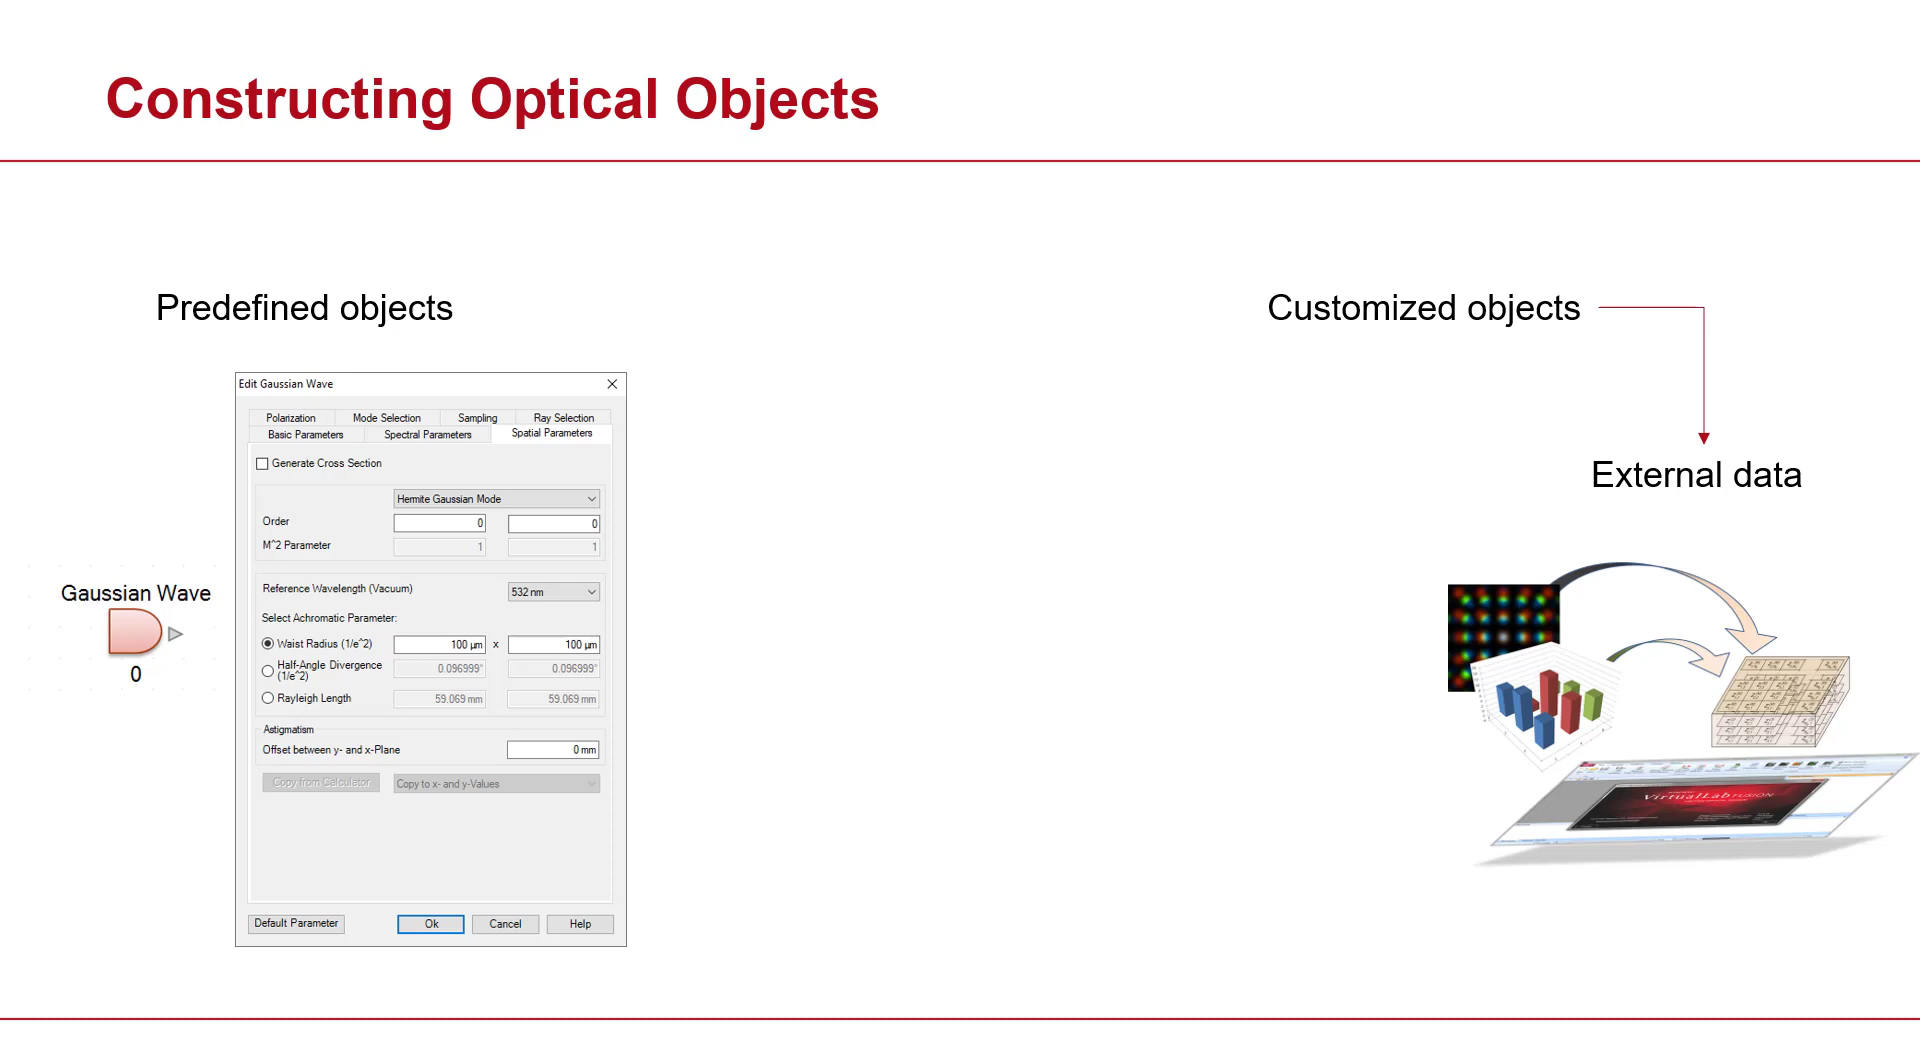 Constructing Optical Objects
Predefined objects
Customized objects
External data
Edit Gaussian Wave
Polarization Mode Selection Sampling Ray Selection
Basic Parameters Spectral Parameters Spatial Parameters
Generate Cross Section
Hermite Gaussian Mode
Order 0 0
M^2 Parameter 1 1
Reference Wavelength (Vacuum) 532 nm
Select Achromatic Parameter:
Waist Radius (1/e^2) 100 µm x 100 µm
Half-Angle Divergence
(1/e^2) 0.096999° 0.096999°
Rayleigh Length 59.069 mm 59.069 mm
Astigmatism
Offset between y- and x-Plane 0 mm
Copy from Calculator Copy to x- and y-Values
Default Parameter Ok Cancel Help
Gaussian Wave
0
VirtualLab FUSION